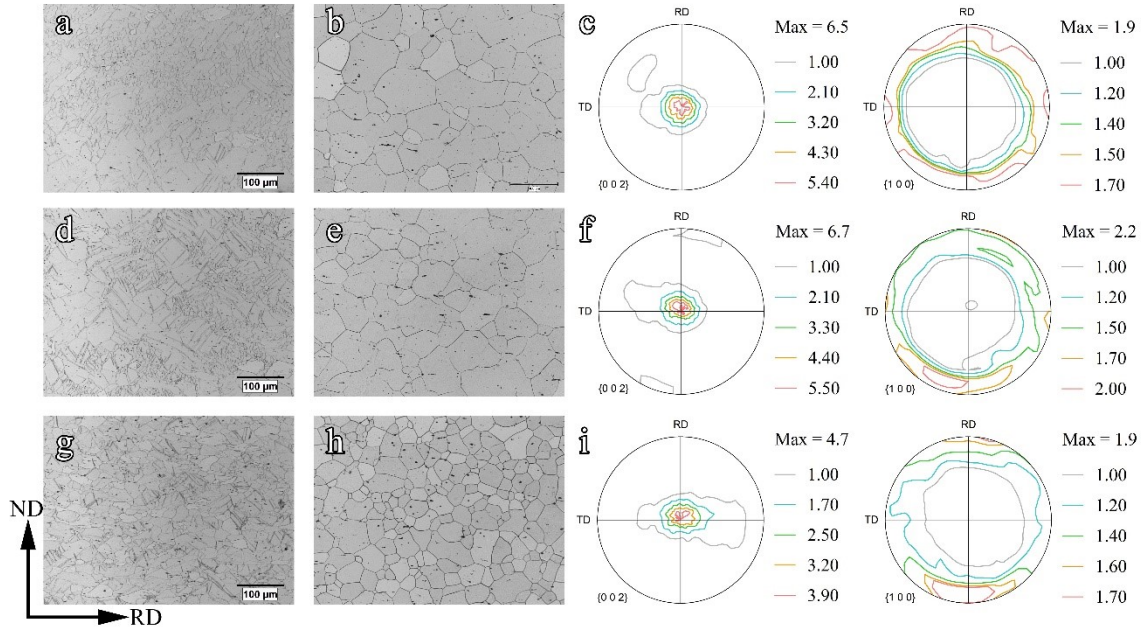 a
b
c
RD
Max = 6.5
1.00
2.10
3.20
4.30
5.40
TD
{0 0 2}
RD
Max = 1.9
1.00
1.20
1.40
1.50
1.70
TD
{1 0 0}
100 µm
d
e
f
RD
Max = 6.7
1.00
2.10
3.30
4.40
5.50
TD
{0 0 2}
RD
Max = 2.2
1.00
1.20
1.50
1.70
2.00
TD
{1 0 0}
100 µm
g
h
i
RD
Max = 4.7
1.00
1.70
2.50
3.20
3.90
TD
{0 0 2}
RD
Max = 1.9
1.00
1.20
1.40
1.60
1.70
TD
{1 0 0}
100 µm
ND
RD